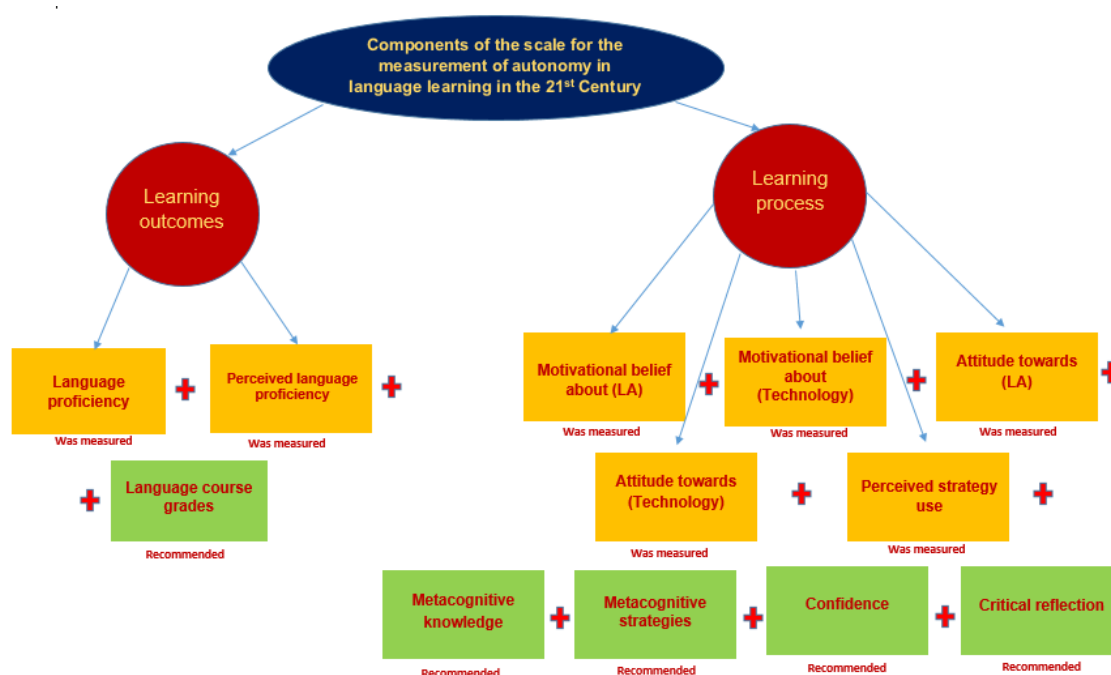 Components of the scale for the
measurement of autonomy in
language learning in the 21st Century
Learning
outcomes
Learning
process
Language
proficiency
Was measured
Perceived language
proficiency
Was measured
Motivational belief
about (LA)
Was measured
Motivational belief
about
(Technology)
Was measured
Attitude towards
(LA)
Was measured
Language course
grades
Recommended
Attitude towards
(Technology)
Was measured
Perceived strategy
use
Was measured
Metacognitive
knowledge
Recommended
Metacognitive
strategies
Recommended
Confidence
Recommended
Critical reflection
Recommended